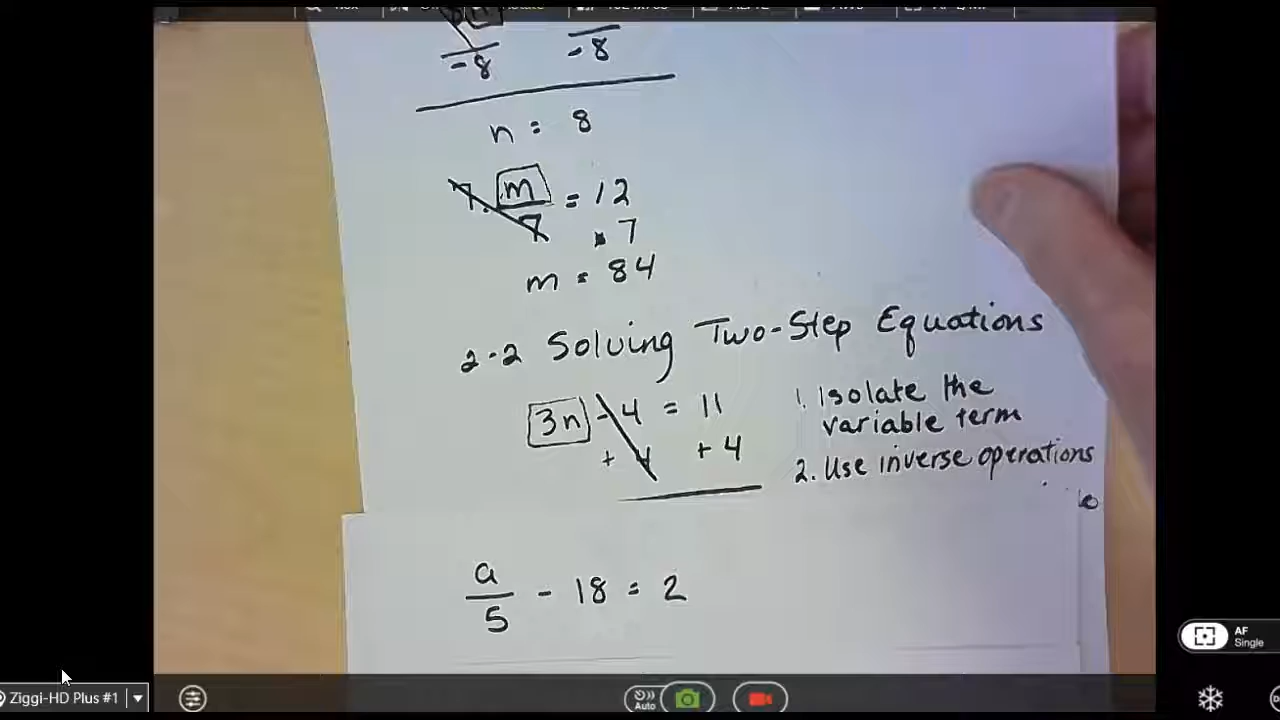 -8 -8
n = 8
7. m/7 = 12
. 7
m = 84
2-2 Solving Two-Step Equations
3n - 4 = 11
+ 4 + 4
1. Isolate the
variable term
2. Use inverse operations
a/5 - 18 = 2
AF
Single
Ziggi-HD Plus #1
Auto